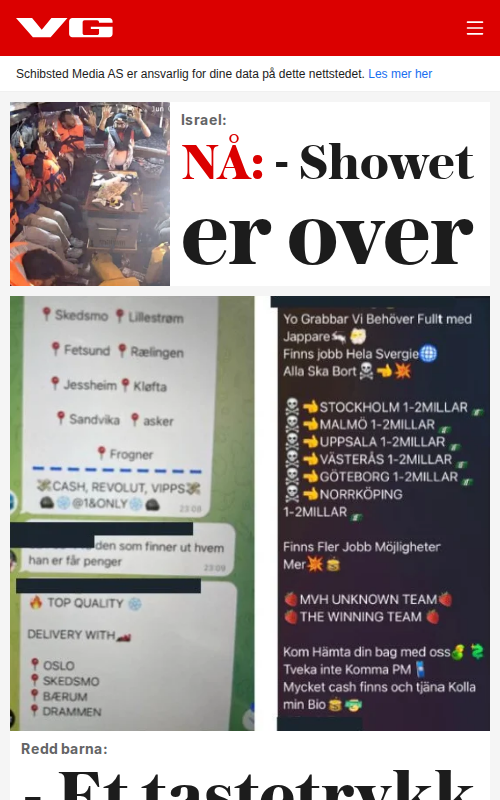 VG
Schibsted Media AS er ansvarlig for dine data på dette nettstedet. Les mer her
Israel:
NÅ: - Showet
er over
Skedsmo Lillestrøm
Fetsund Rælingen
Jessheim Kløfta
Sandvika asker
Frogner
CASH, REVOLUT, VIPPS
@1&ONLY
23:09
den som finner ut hvem
han er får penger
23:09
TOP QUALITY
DELIVERY WITH
OSLO
SKEDSMO
BÆRUM
DRAMMEN
Yo Grabbar Vi Behöver Fullt med
Jappare
Finns jobb Hela Svergie
Alla Ska Bort
STOCKHOLM 1-2MILLAR
MALMÖ 1-2MILLAR
UPPSALA 1-2MILLAR
VÄSTERÅS 1-2MILLAR
GÖTEBORG 1-2MILLAR
NORRKÖPING
1-2MILLAR
Finns Fler Jobb Möjligheter
Mer
MVH UNKNOWN TEAM
THE WINNING TEAM
Kom Hämta din bag med oss
Tveka inte Komma PM
Mycket cash finns och tjäna Kolla
min Bio
Redd barna:
- Et tastetrykk